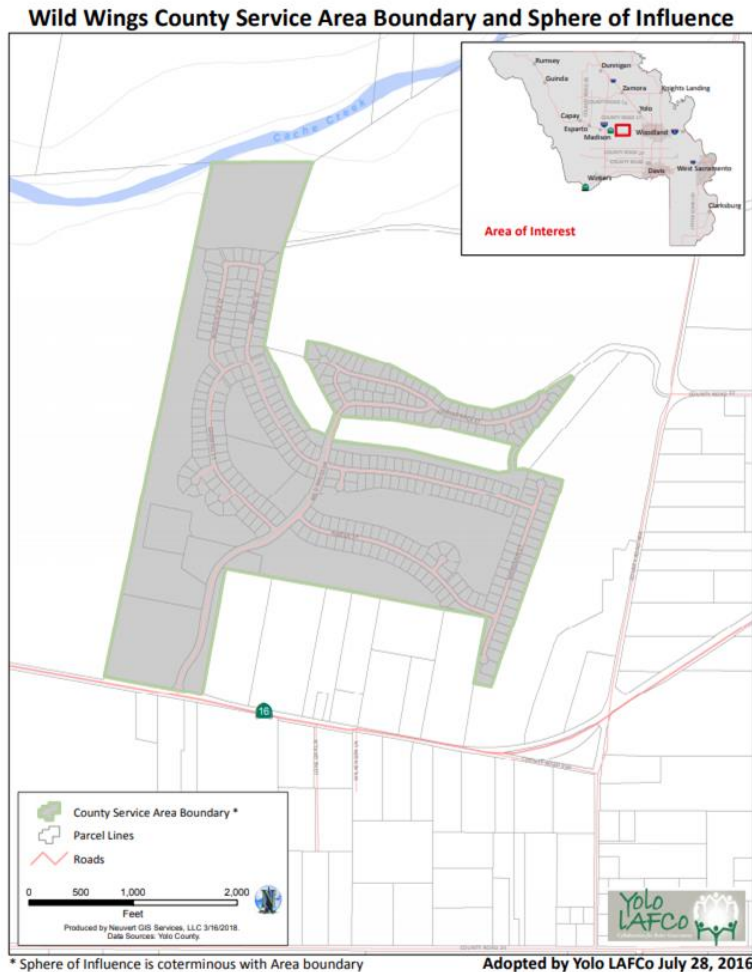 Wild Wings County Service Area Boundary and Sphere of Influence
Cache Creek
Rumsey
Dunnigan
Guinda
Zamora
Knights Landing
Yolo
Capay
Esparto
Madison
Woodland
Winters
Davis
West Sacramento
Clarksburg
Area of Interest
16
County Service Area Boundary *
Parcel Lines
Roads
0 500 1,000 2,000
Feet
Produced by Neuvert GIS Services, LLC 3/16/2018.
Data Sources: Yolo County.
YOLO
LAFCO
* Sphere of Influence is coterminous with Area boundary
Adopted by Yolo LAFCo July 28, 2016